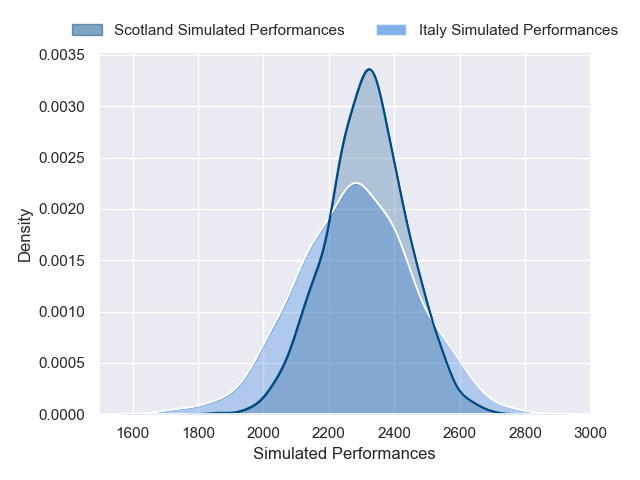 Scotland Simulated Performances Italy Simulated Performances
0.0035
0.0030
0.0025
0.0020
0.0015
0.0010
0.0005
0.0000
Density
1600 1800 2000 2200 2400 2600 2800 3000
Simulated Performances